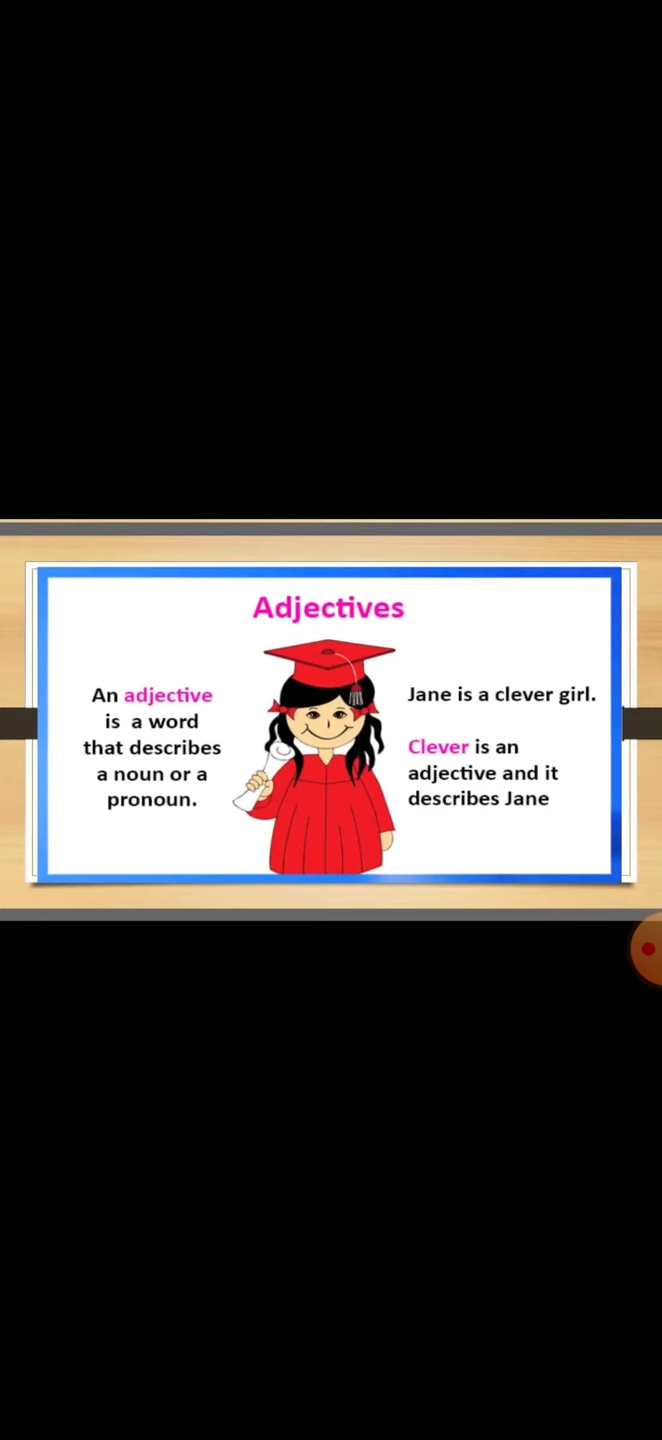 Adjectives
An adjective
is a word
that describes
a noun or a
pronoun.
Jane is a clever girl.
Clever is an
adjective and it
describes Jane